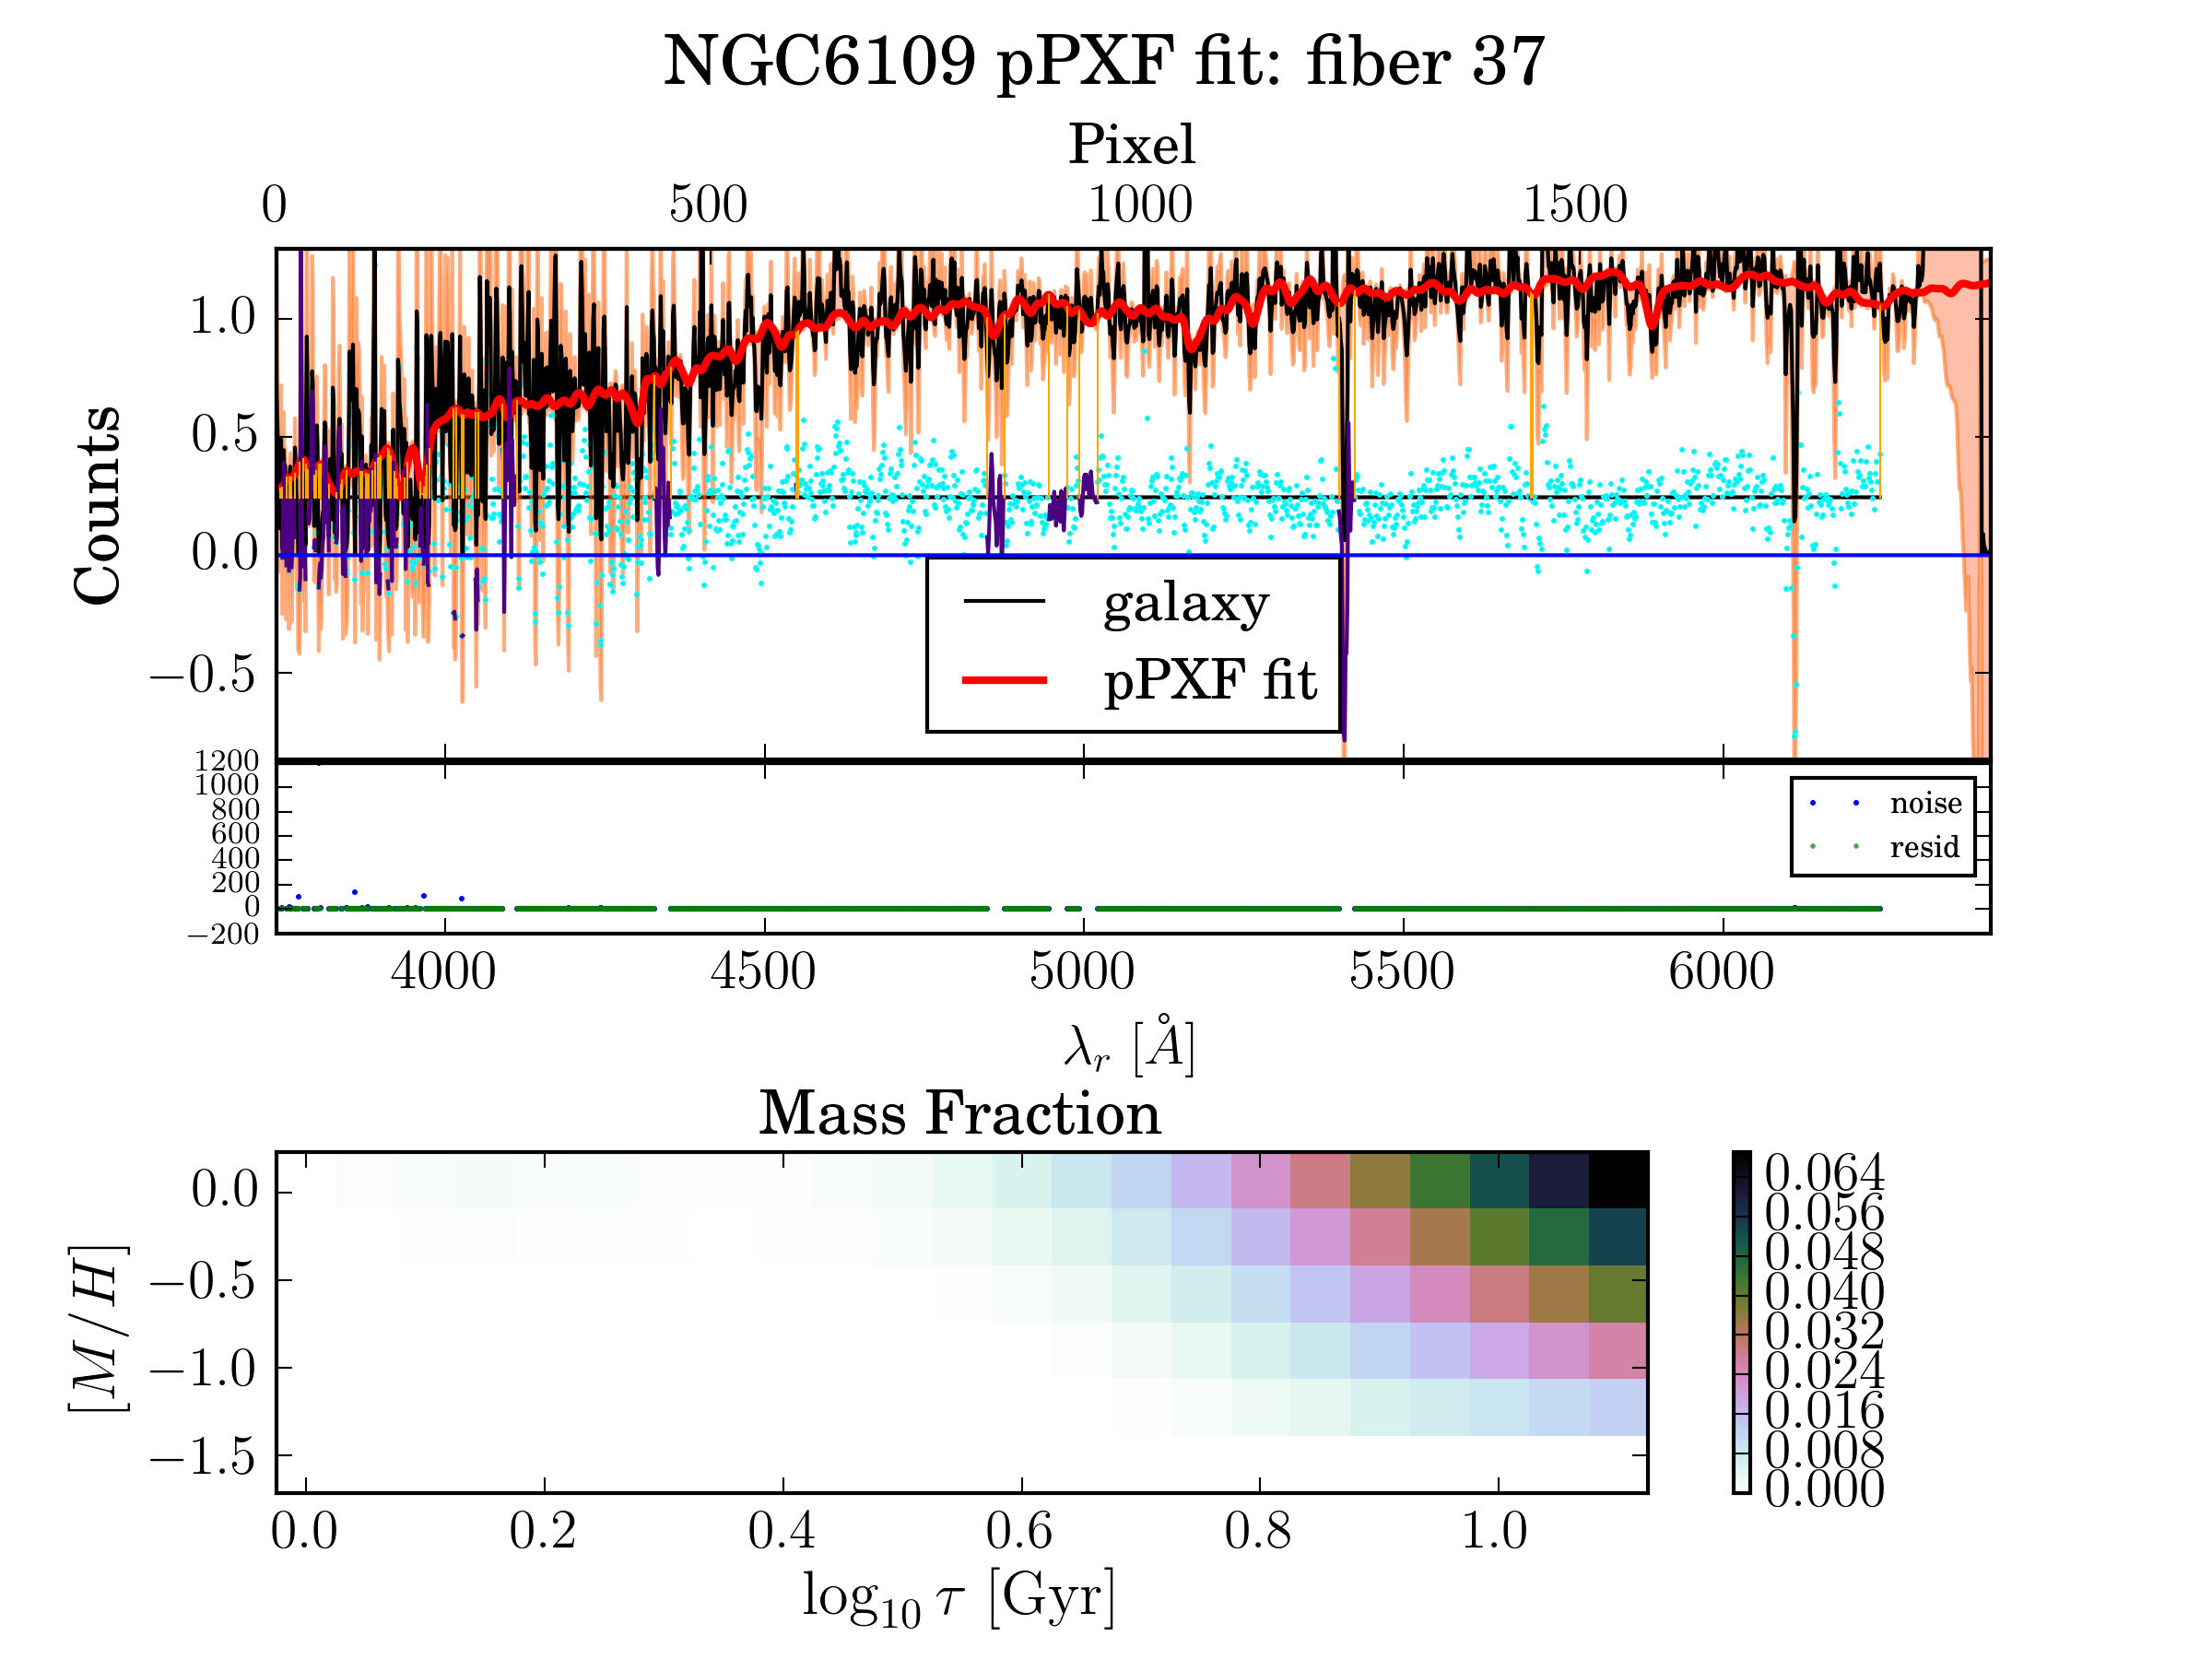 NGC6109 pPXF fit: fiber 37
Pixel
0 500 1000 1500
Counts
1.0
0.5
0.0
−0.5
galaxy
pPXF fit
1200
1000
800
600
400
200
0
−200
noise
resid
4000 4500 5000 5500 6000
λr [Å]
Mass Fraction
[M/H]
0.0
−0.5
−1.0
−1.5
0.0 0.2 0.4 0.6 0.8 1.0
log10 τ [Gyr]
0.064
0.056
0.048
0.040
0.032
0.024
0.016
0.008
0.000